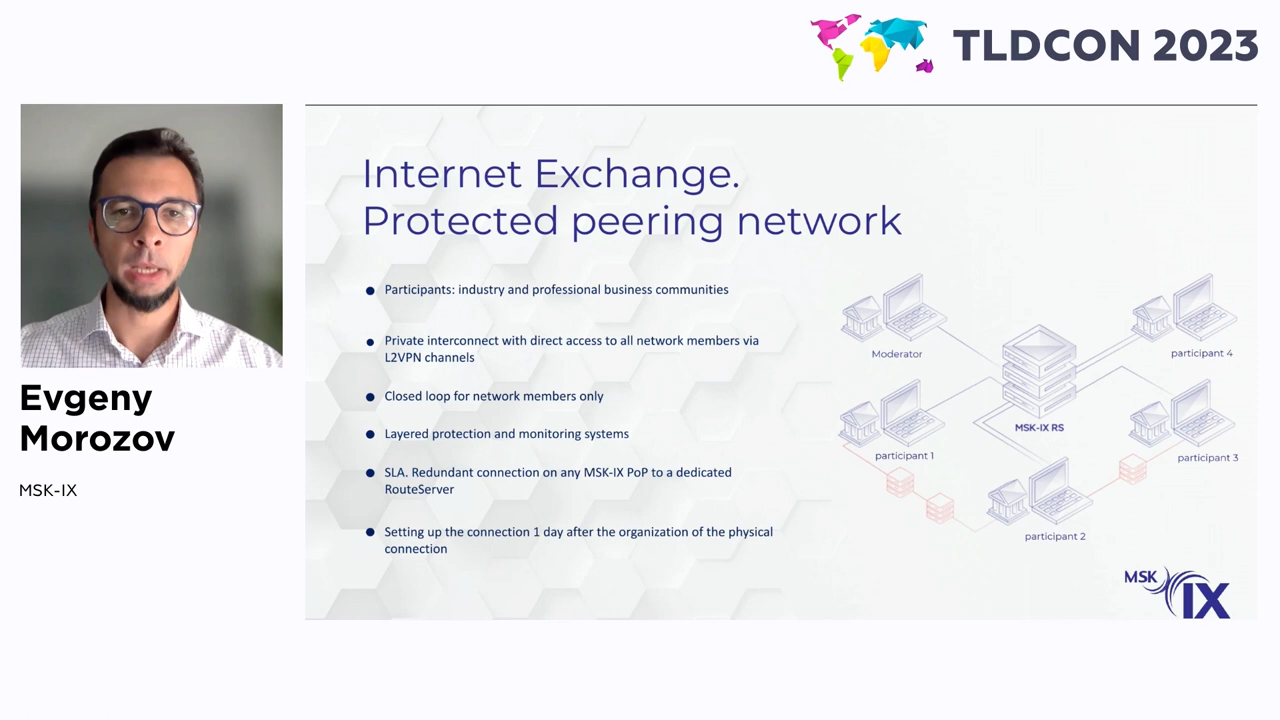 TLDCON 2023
Internet Exchange.
Protected peering network
Participants: industry and professional business communities
Private interconnect with direct access to all network members via
L2VPN channels
Closed loop for network members only
Layered protection and monitoring systems
SLA. Redundant connection on any MSK-IX PoP to a dedicated
RouteServer
Setting up the connection 1 day after the organization of the physical
connection
Moderator
participant 4
MSK-IX RS
participant 1
participant 3
participant 2
MSK
IX
Evgeny
Morozov
MSK-IX